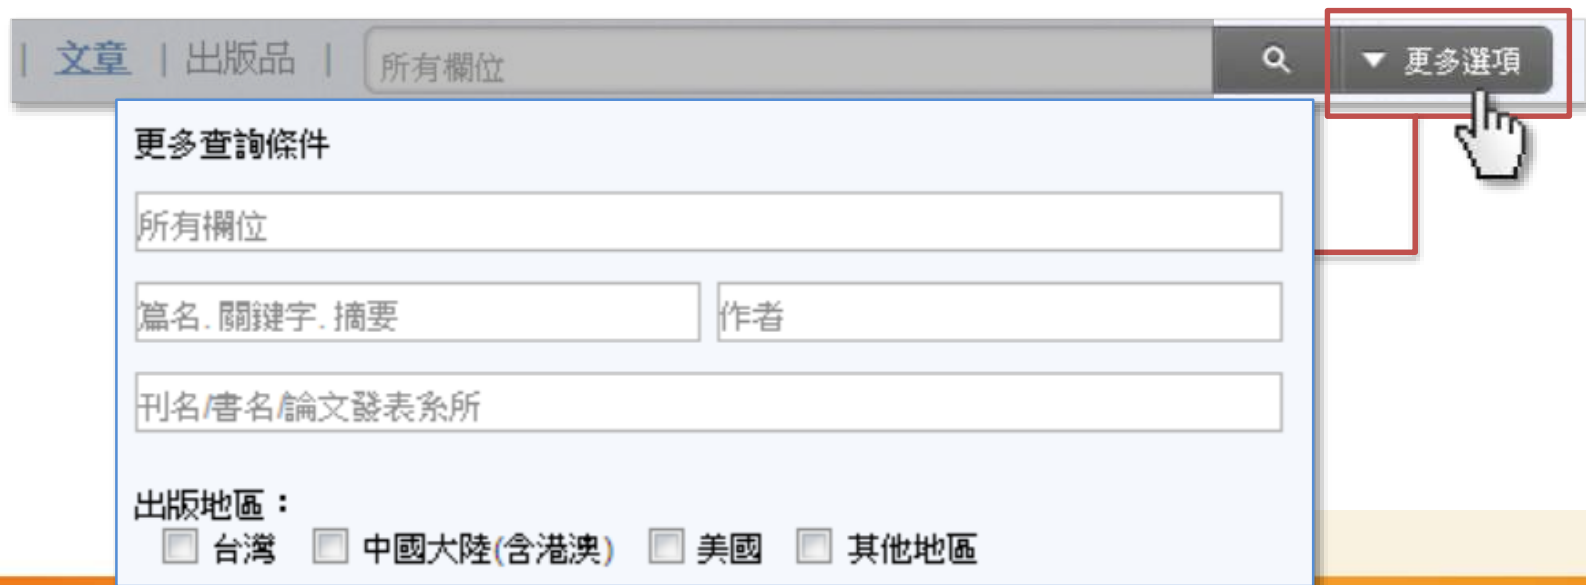 | 文章 | 出版品 | 所有欄位 ▼ 更多選項
更多查詢條件
所有欄位
篇名.關鍵字.摘要 作者
刊名/書名/論文發表系所
出版地區：
台灣 中國大陸(含港澳) 美國 其他地區